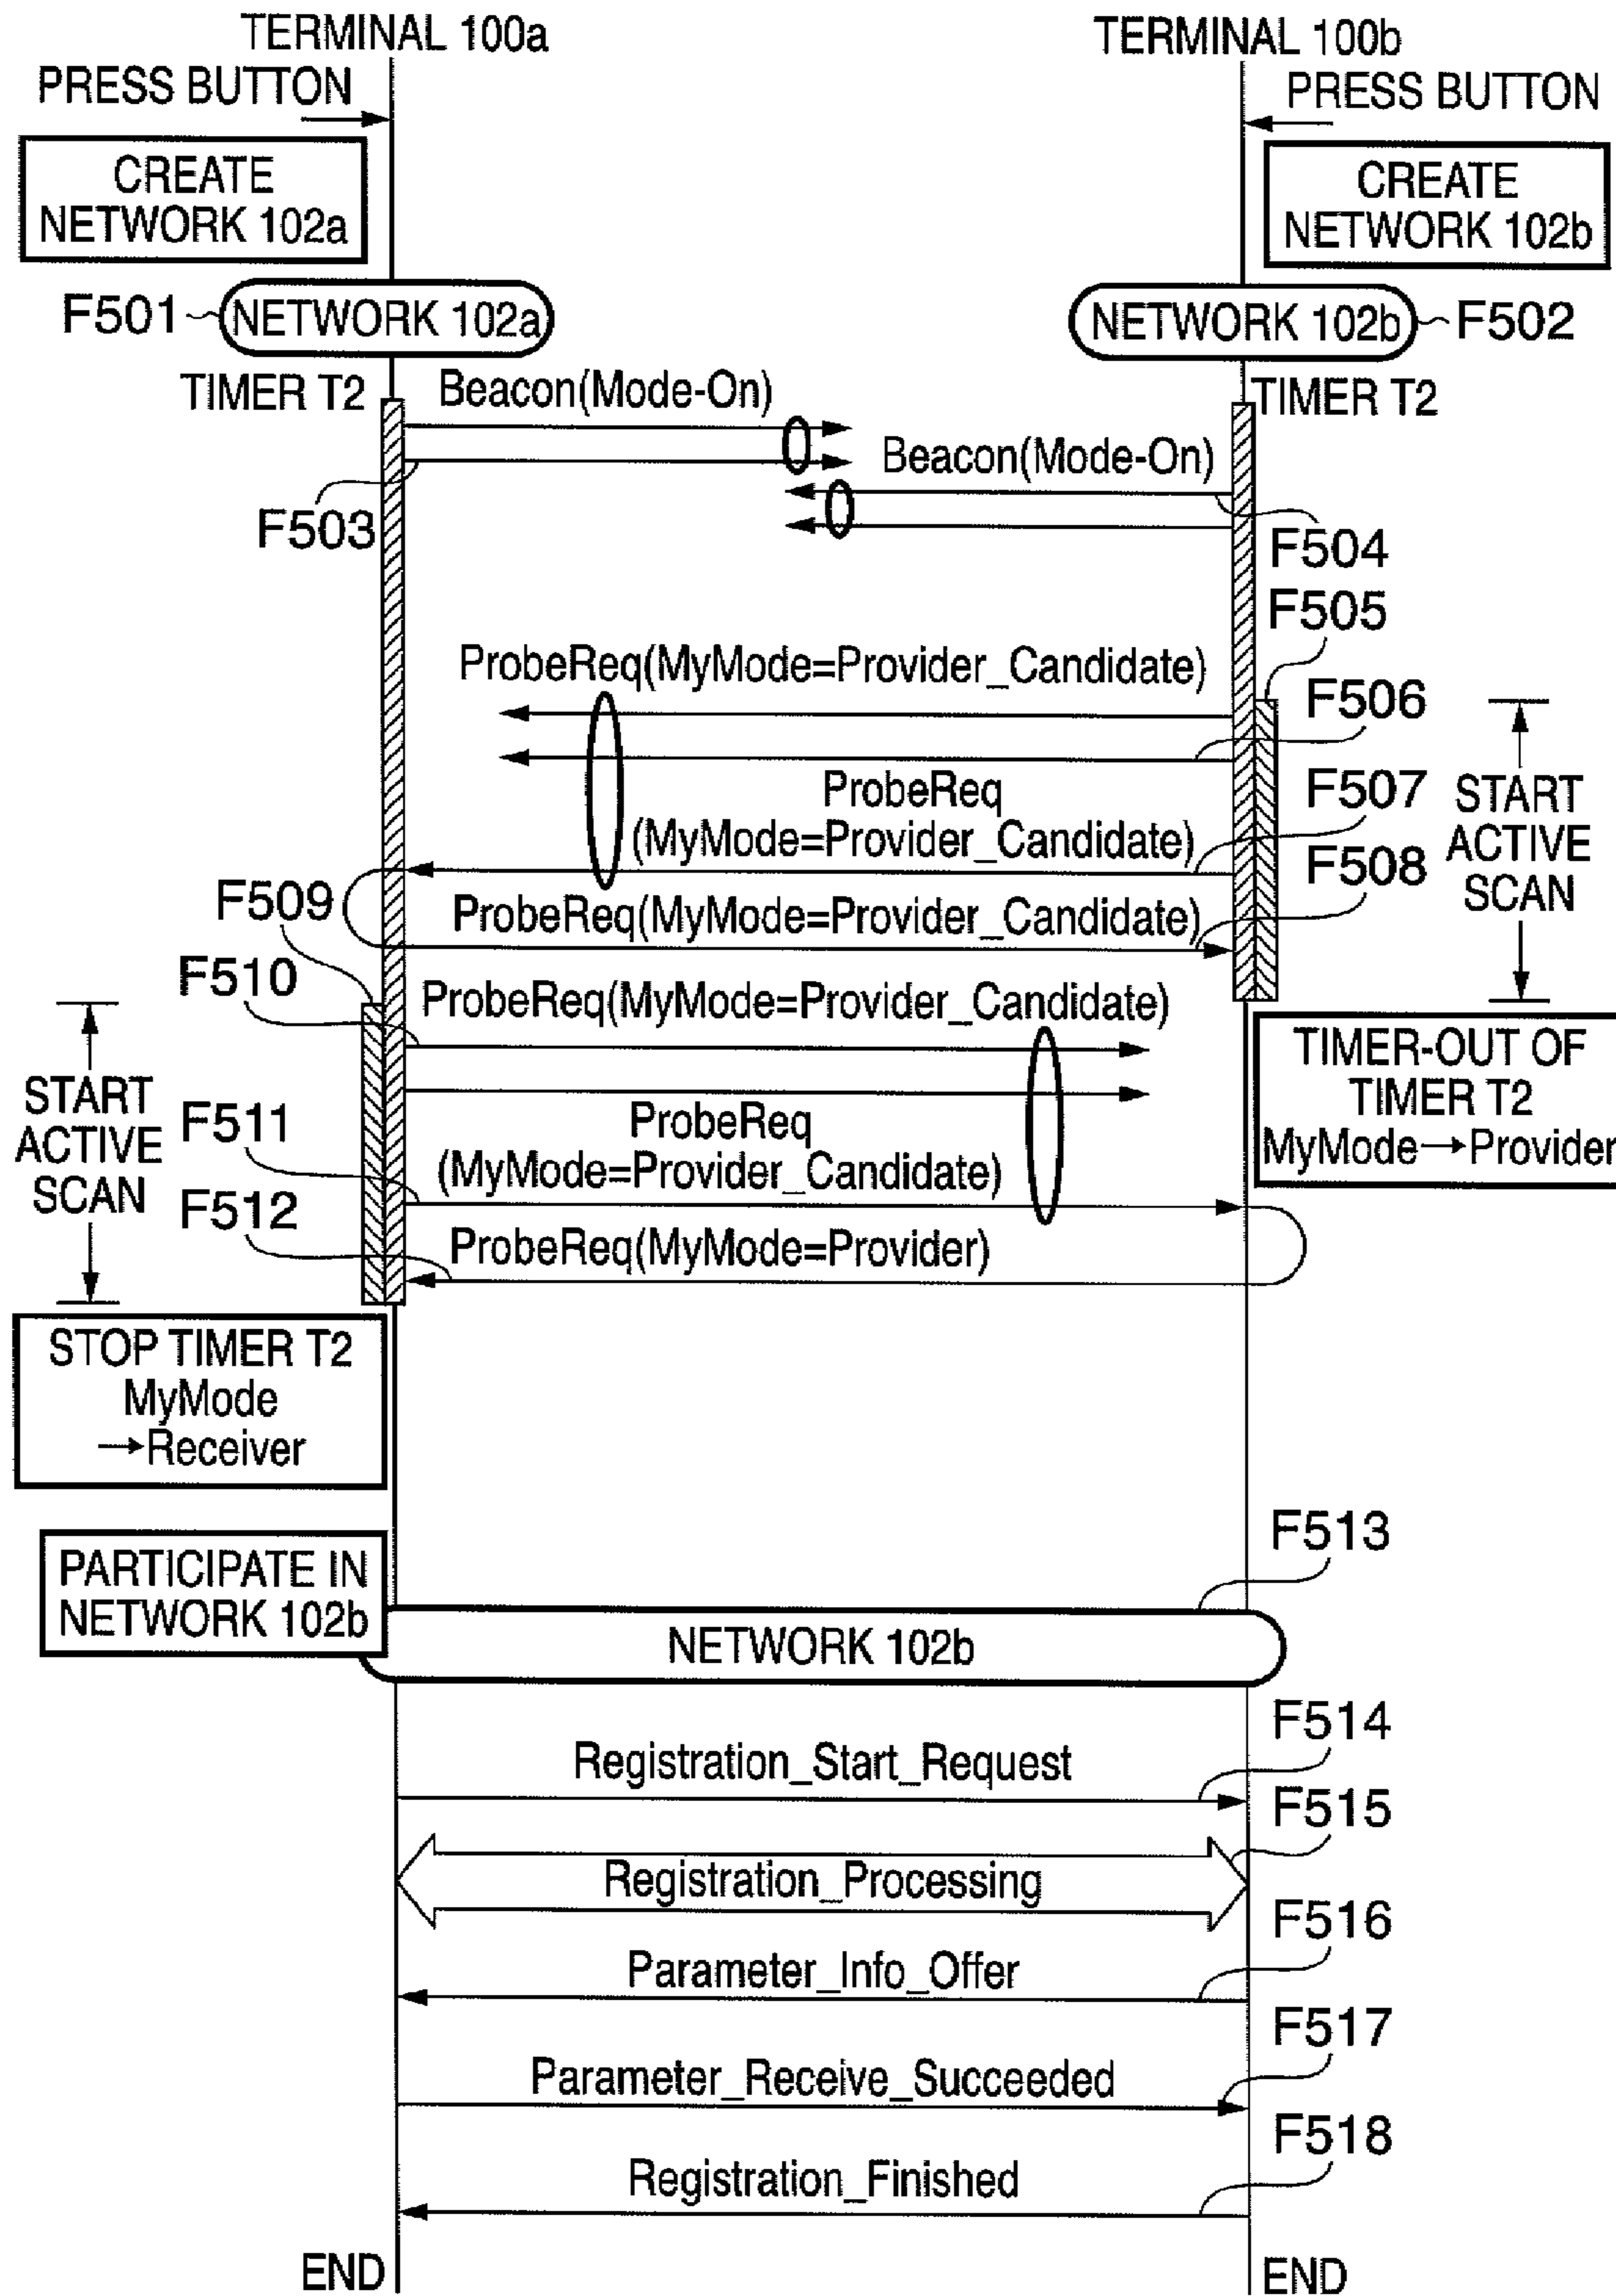 TERMINAL 100a
TERMINAL 100b
PRESS BUTTON
PRESS BUTTON
CREATE
NETWORK 102a
CREATE
NETWORK 102b
F501
NETWORK 102a
NETWORK 102b
F502
TIMER T2
Beacon(Mode-On)
TIMER T2
Beacon(Mode-On)
F503
F504
F505
ProbeReq(MyMode=Provider_Candidate)
F506
ProbeReq
(MyMode=Provider_Candidate)
F507
START
ACTIVE
SCAN
F508
F509
ProbeReq(MyMode=Provider_Candidate)
F510
ProbeReq(MyMode=Provider_Candidate)
TIMER-OUT OF
TIMER T2
MyMode→Provider
START
ACTIVE
SCAN
F511
ProbeReq
(MyMode=Provider_Candidate)
F512
ProbeReq(MyMode=Provider)
STOP TIMER T2
MyMode
→Receiver
F513
PARTICIPATE IN
NETWORK 102b
NETWORK 102b
F514
Registration_Start_Request
F515
Registration_Processing
F516
Parameter_Info_Offer
F517
Parameter_Receive_Succeeded
F518
Registration_Finished
END
END